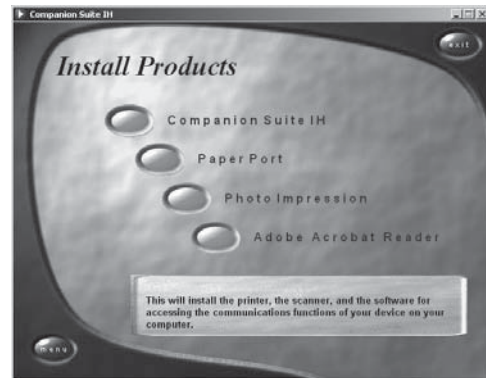 Companion Suite IH
exit
Install Products
Companion Suite IH
Paper Port
Photo Impression
Adobe Acrobat Reader
This will install the printer, the scanner, and the software for
accessing the communications functions of your device on your
computer.
menu